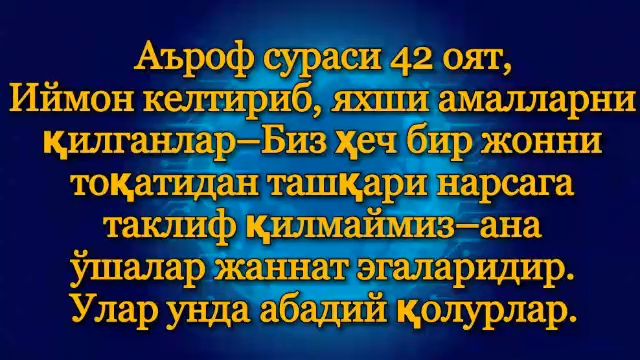 Аъроф сураси 42 оят,
Иймон келтириб, яхши амалларни
қилганлар–Биз ҳеч бир жонни
тоқатидан ташқари нарсага
таклиф қилмаймиз–ана
ўшалар жаннат эгаларидир.
Улар унда абадий қолурлар.